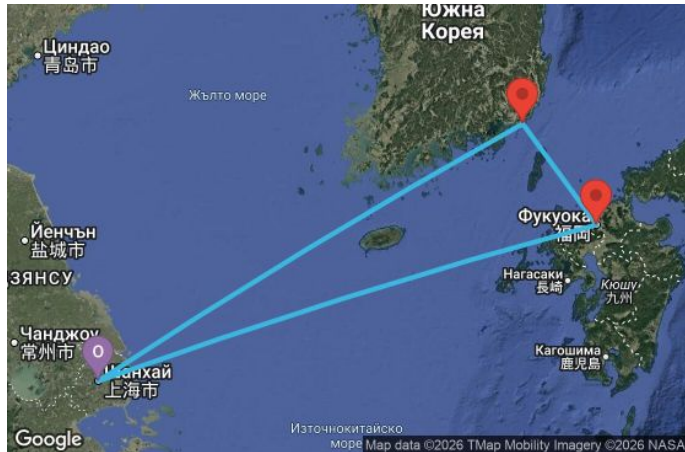 Южна
Корея
Циндао
青岛市
Жълто море
Фукуока
福岡
Йенчън
盐城市
Нагасаки
長崎
Кюшу
九州
ДЗЯНСУ
Чанджоу
常州市
O
Шанхай
上海市
Кагошима
鹿児島
Източнокитайско
море
Google
Map data ©2026 TMap Mobility Imagery ©2026 NASA